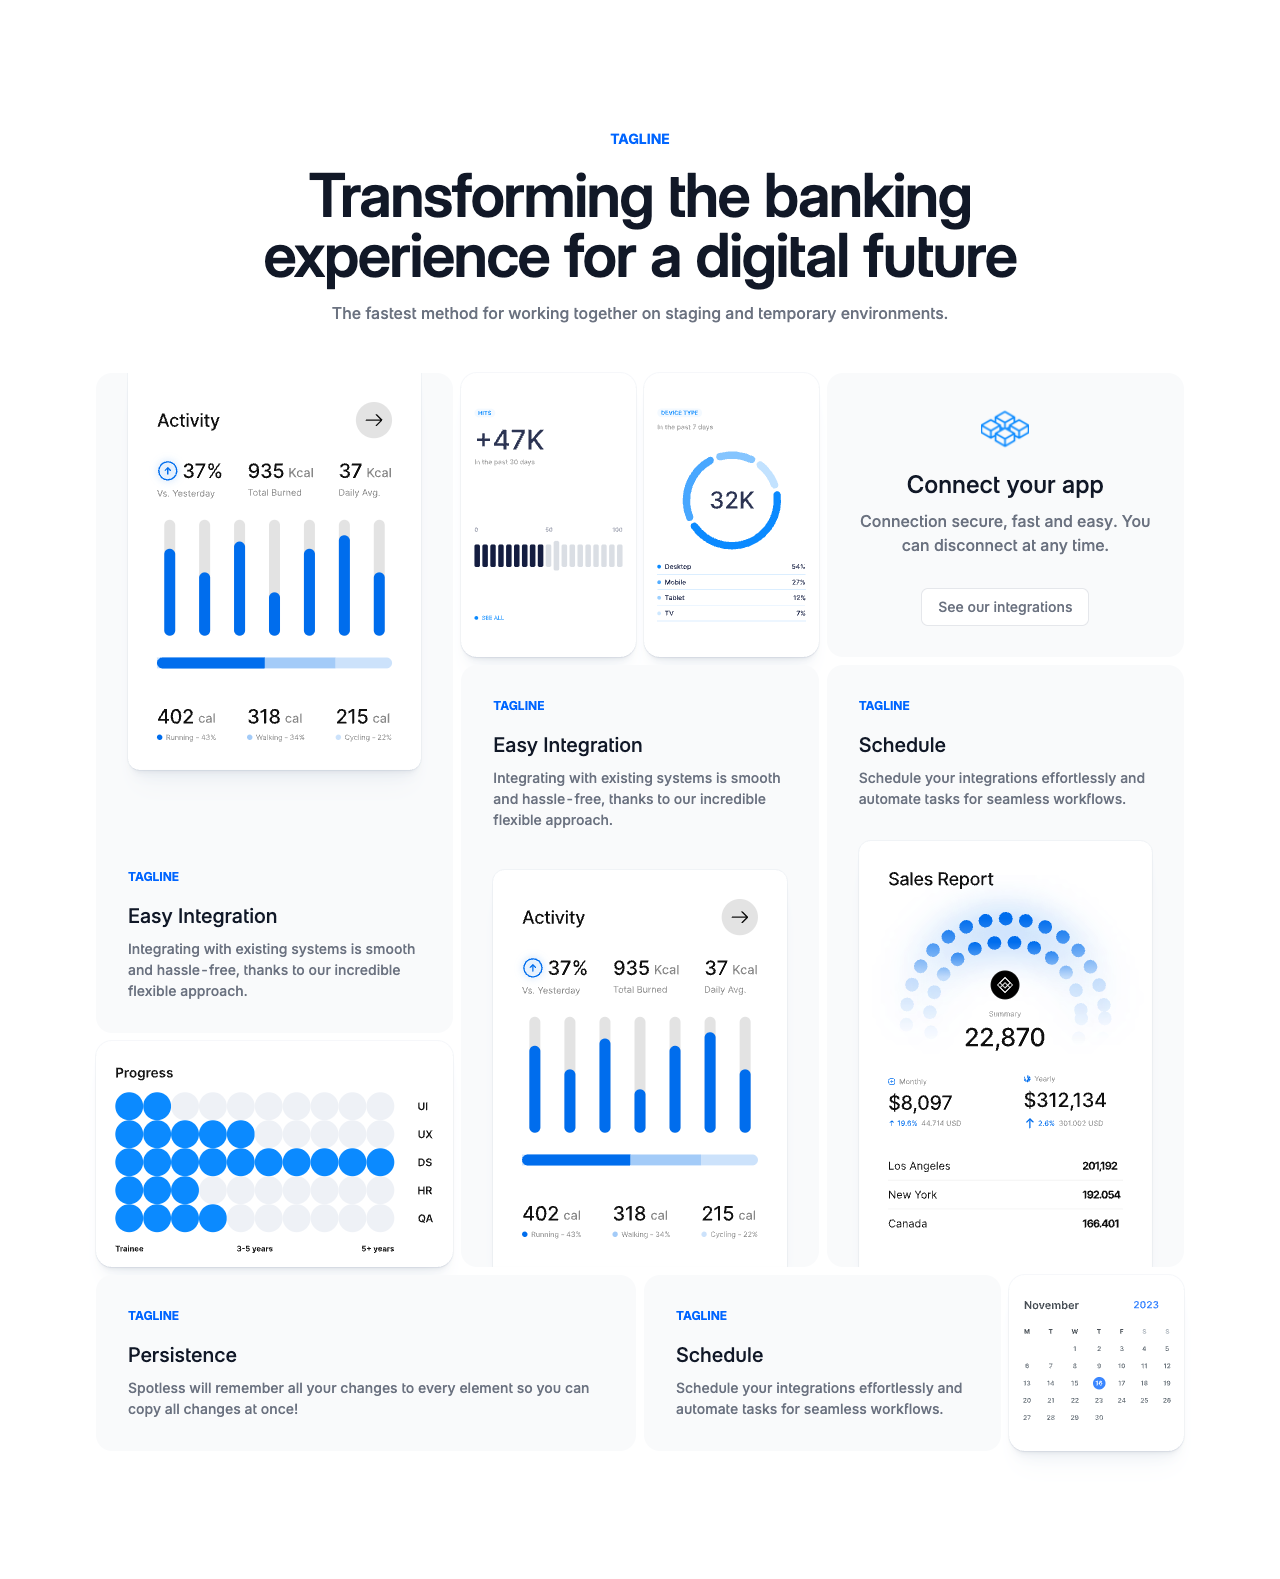 TAGLINE
Transforming the banking
experience for a digital future
The fastest method for working together on staging and temporary environments.
Activity
37% 935 Kcal 37 Kcal
Vs. Yesterday Total Burned Daily Avg.
402 cal 318 cal 215 cal
Running - 43% Walking - 34% Cycling - 22%
TAGLINE
Easy Integration
Integrating with existing systems is smooth
and hassle-free, thanks to our incredible
flexible approach.
Progress
UI
UX
DS
HR
QA
Trainee 3-5 years 5+ years
HITS
+47K
In the past 30 days
0 50 100
SEE ALL
DEVICE TYPE
In the past 7 days
32K
Desktop 54%
Mobile 27%
Tablet 12%
TV 7%
Connect your app
Connection secure, fast and easy. You
can disconnect at any time.
See our integrations
TAGLINE
Easy Integration
Integrating with existing systems is smooth
and hassle-free, thanks to our incredible
flexible approach.
Activity
37% 935 Kcal 37 Kcal
Vs. Yesterday Total Burned Daily Avg.
402 cal 318 cal 215 cal
Running - 43% Walking - 34% Cycling - 22%
TAGLINE
Schedule
Schedule your integrations effortlessly and
automate tasks for seamless workflows.
Sales Report
Summary
22,870
Monthly Yearly
$8,097 $312,134
19.6% 44.714 USD 2.6% 301.002 USD
Los Angeles 201,192
New York 192.054
Canada 166.401
TAGLINE
Persistence
Spotless will remember all your changes to every element so you can
copy all changes at once!
TAGLINE
Schedule
Schedule your integrations effortlessly and
automate tasks for seamless workflows.
November 2023
M T W T F S S
1 2 3 4 5
6 7 8 9 10 11 12
13 14 15 16 17 18 19
20 21 22 23 24 25 26
27 28 29 30